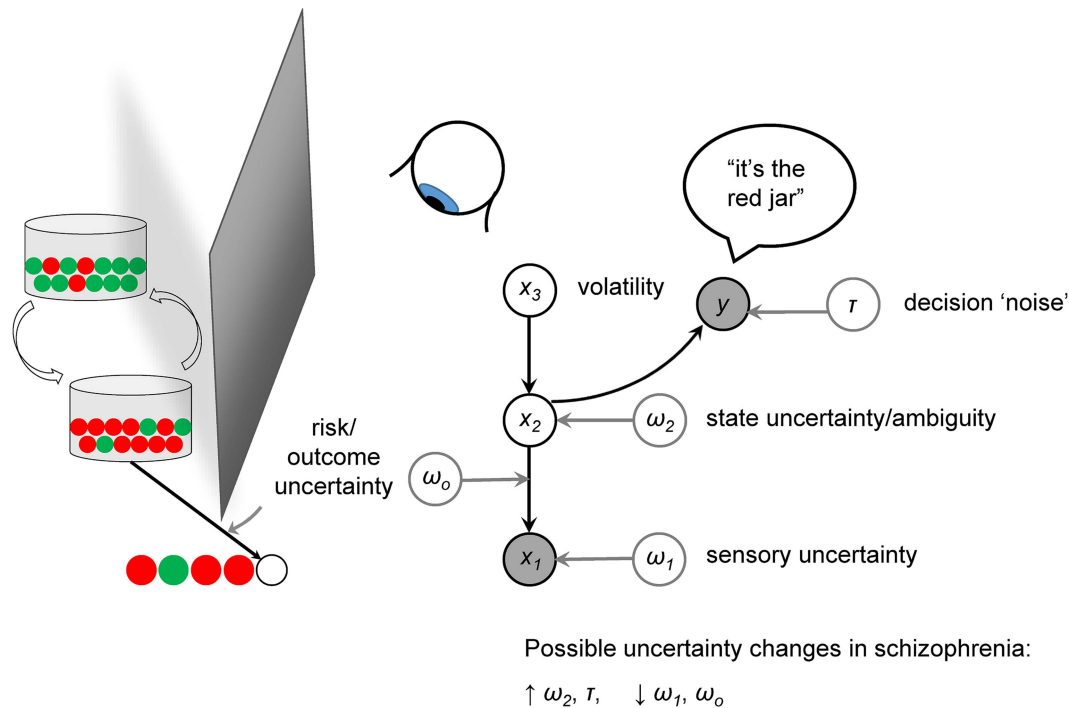 “it’s the
red jar”
x3
volatility
y
τ
decision ‘noise’
x2
ω2
state uncertainty/ambiguity
risk/
outcome
uncertainty
ωo
x1
ω1
sensory uncertainty
Possible uncertainty changes in schizophrenia:
↑ ω2, τ, ↓ ω1, ωo